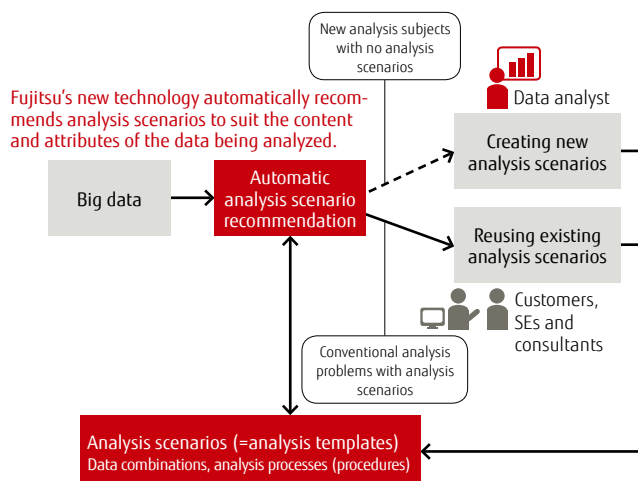 New analysis subjects
with no analysis
scenarios
Fujitsu's new technology automatically recom-
mends analysis scenarios to suit the content
and attributes of the data being analyzed.
Data analyst
Big data
Automatic
analysis scenario
recommendation
Creating new
analysis scenarios
Reusing existing
analysis scenarios
Customers,
SEs and
consultants
Conventional analysis
problems with analysis
scenarios
Analysis scenarios (=analysis templates)
Data combinations, analysis processes (procedures)